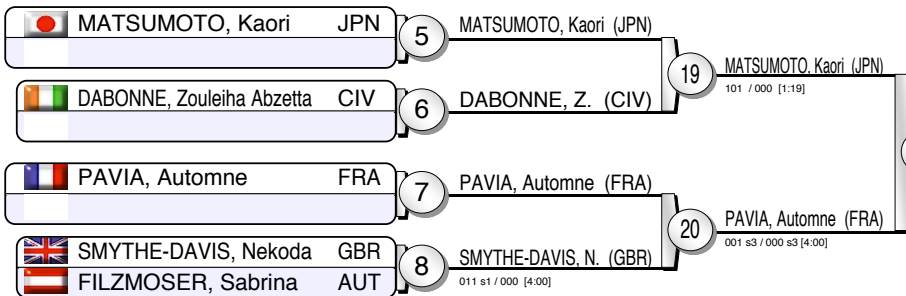 MATSUMOTO, Kaori JPN
5
MATSUMOTO, Kaori (JPN)
19
MATSUMOTO, Kaori (JPN)
101 / 000 [1:19]
DABONNE, Zouleiha Abzetta CIV
6
DABONNE, Z. (CIV)
PAVIA, Automne FRA
7
PAVIA, Automne (FRA)
20
PAVIA, Automne (FRA)
001 s3 / 000 s3 [4:00]
SMYTHE-DAVIS, Nekoda GBR
FILZMOSER, Sabrina AUT
8
SMYTHE-DAVIS, N. (GBR)
011 s1 / 000 [4:00]